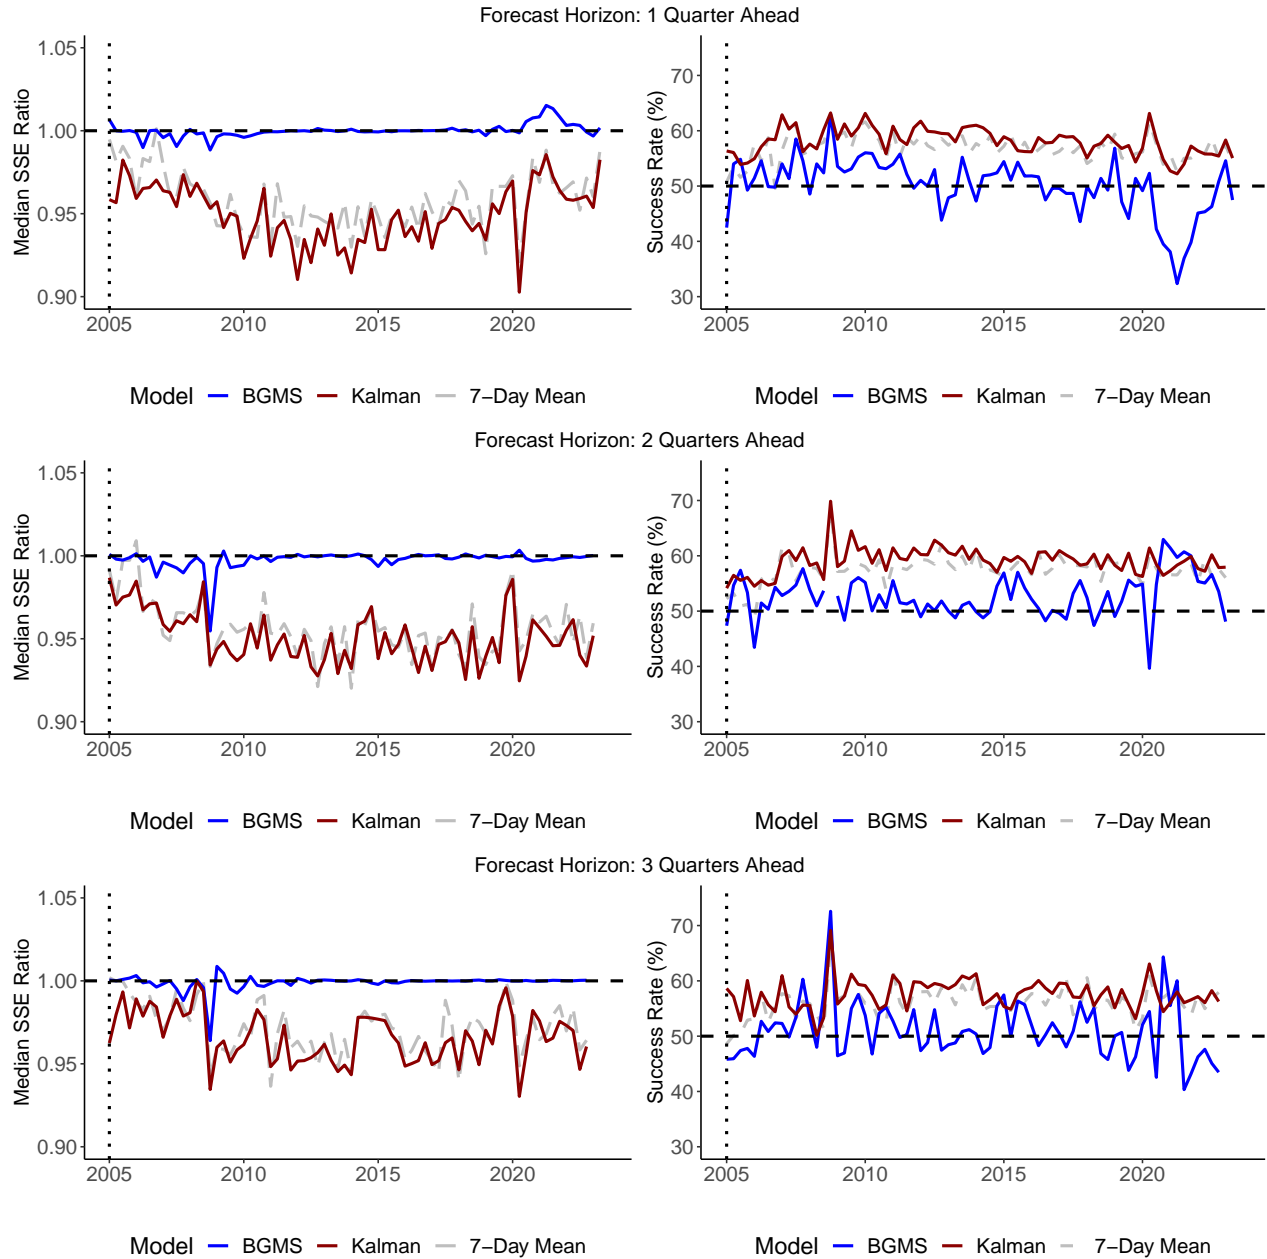 Forecast Horizon: 1 Quarter Ahead
Median SSE Ratio
1.05
1.00
0.95
0.90
2005 2010 2015 2020
Model BGMS Kalman 7−Day Mean
Success Rate (%)
70
60
50
40
30
2005 2010 2015 2020
Model BGMS Kalman 7−Day Mean
Forecast Horizon: 2 Quarters Ahead
Median SSE Ratio
1.05
1.00
0.95
0.90
2005 2010 2015 2020
Model BGMS Kalman 7−Day Mean
Success Rate (%)
70
60
50
40
30
2005 2010 2015 2020
Model BGMS Kalman 7−Day Mean
Forecast Horizon: 3 Quarters Ahead
Median SSE Ratio
1.05
1.00
0.95
0.90
2005 2010 2015 2020
Model BGMS Kalman 7−Day Mean
Success Rate (%)
70
60
50
40
30
2005 2010 2015 2020
Model BGMS Kalman 7−Day Mean